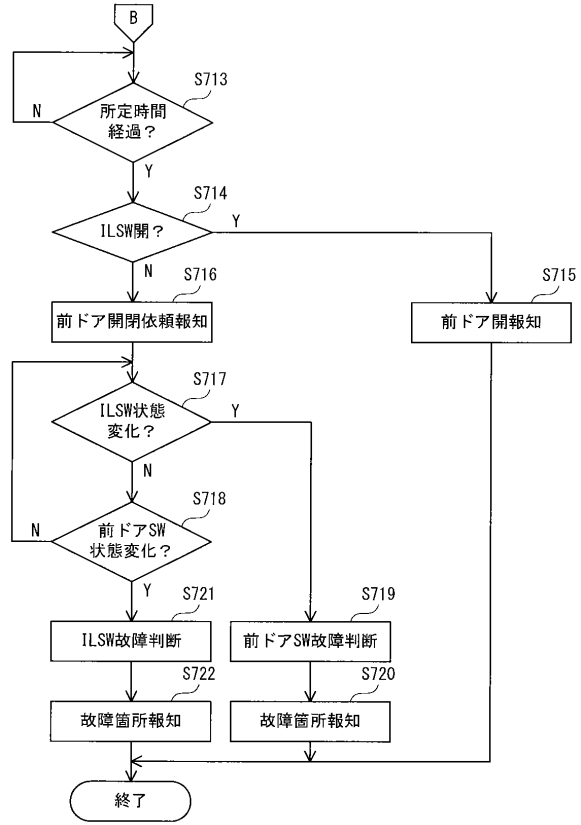 B
S713
所定時間
経過？
N
Y
S714
ILSW開？
Y
N
S716
前ドア開閉依頼報知
S715
前ドア開報知
S717
ILSW状態
変化？
Y
N
S718
前ドアSW
状態変化？
N
Y
S721
ILSW故障判断
S719
前ドアSW故障判断
S722
故障箇所報知
S720
故障箇所報知
終了